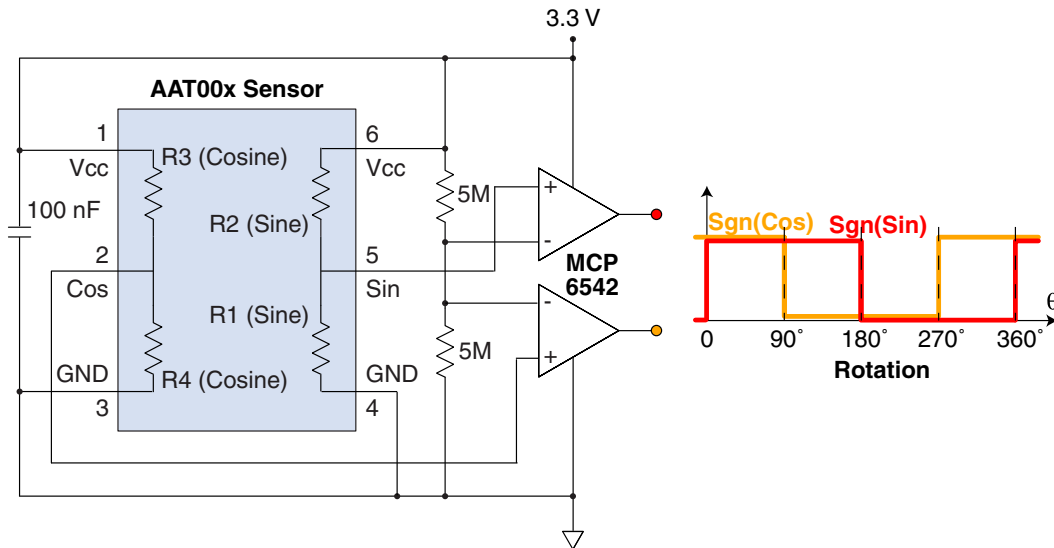 3.3 V
AAT00x Sensor
1
6
Vcc
R3 (Cosine)
Vcc
100 nF
R2 (Sine)
5M
+
-
2
5
Cos
Sin
MCP
6542
R1 (Sine)
-
5M
+
GND
R4 (Cosine)
GND
3
4
Sgn(Cos)
Sgn(Sin)
θ
0
90°
180°
270°
360°
Rotation